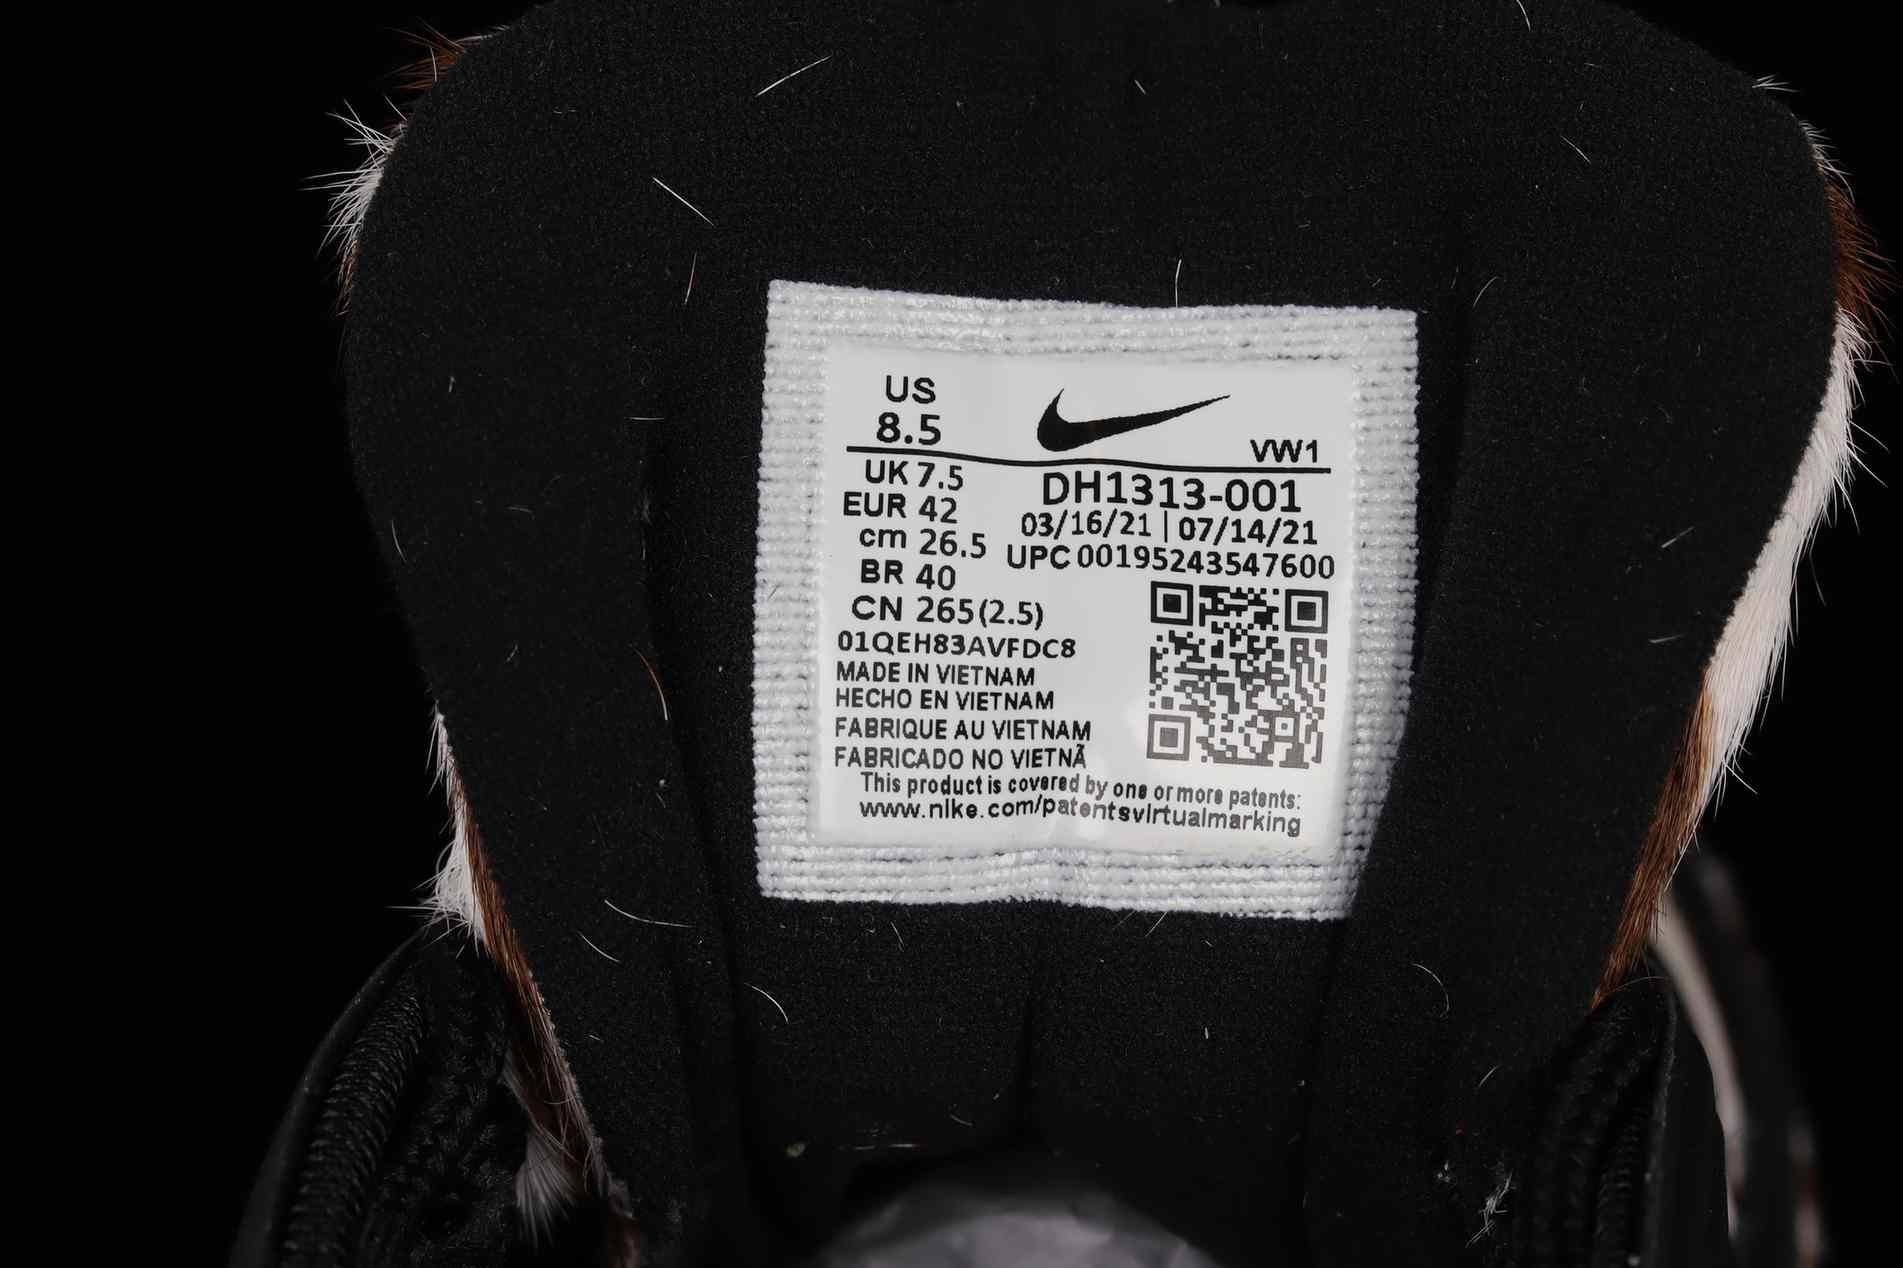 US
8.5
VW1
UK 7.5
DH1313-001
EUR 42
03/16/21 | 07/14/21
cm 26.5
UPC 00195243547600
BR 40
CN 265(2.5)
01QEH83AVFDC8
MADE IN VIETNAM
HECHO EN VIETNAM
FABRIQUE AU VIETNAM
FABRICADO NO VIETNÃ
This product is covered by one or more patents:
www.nike.com/patentsvirtualmarking